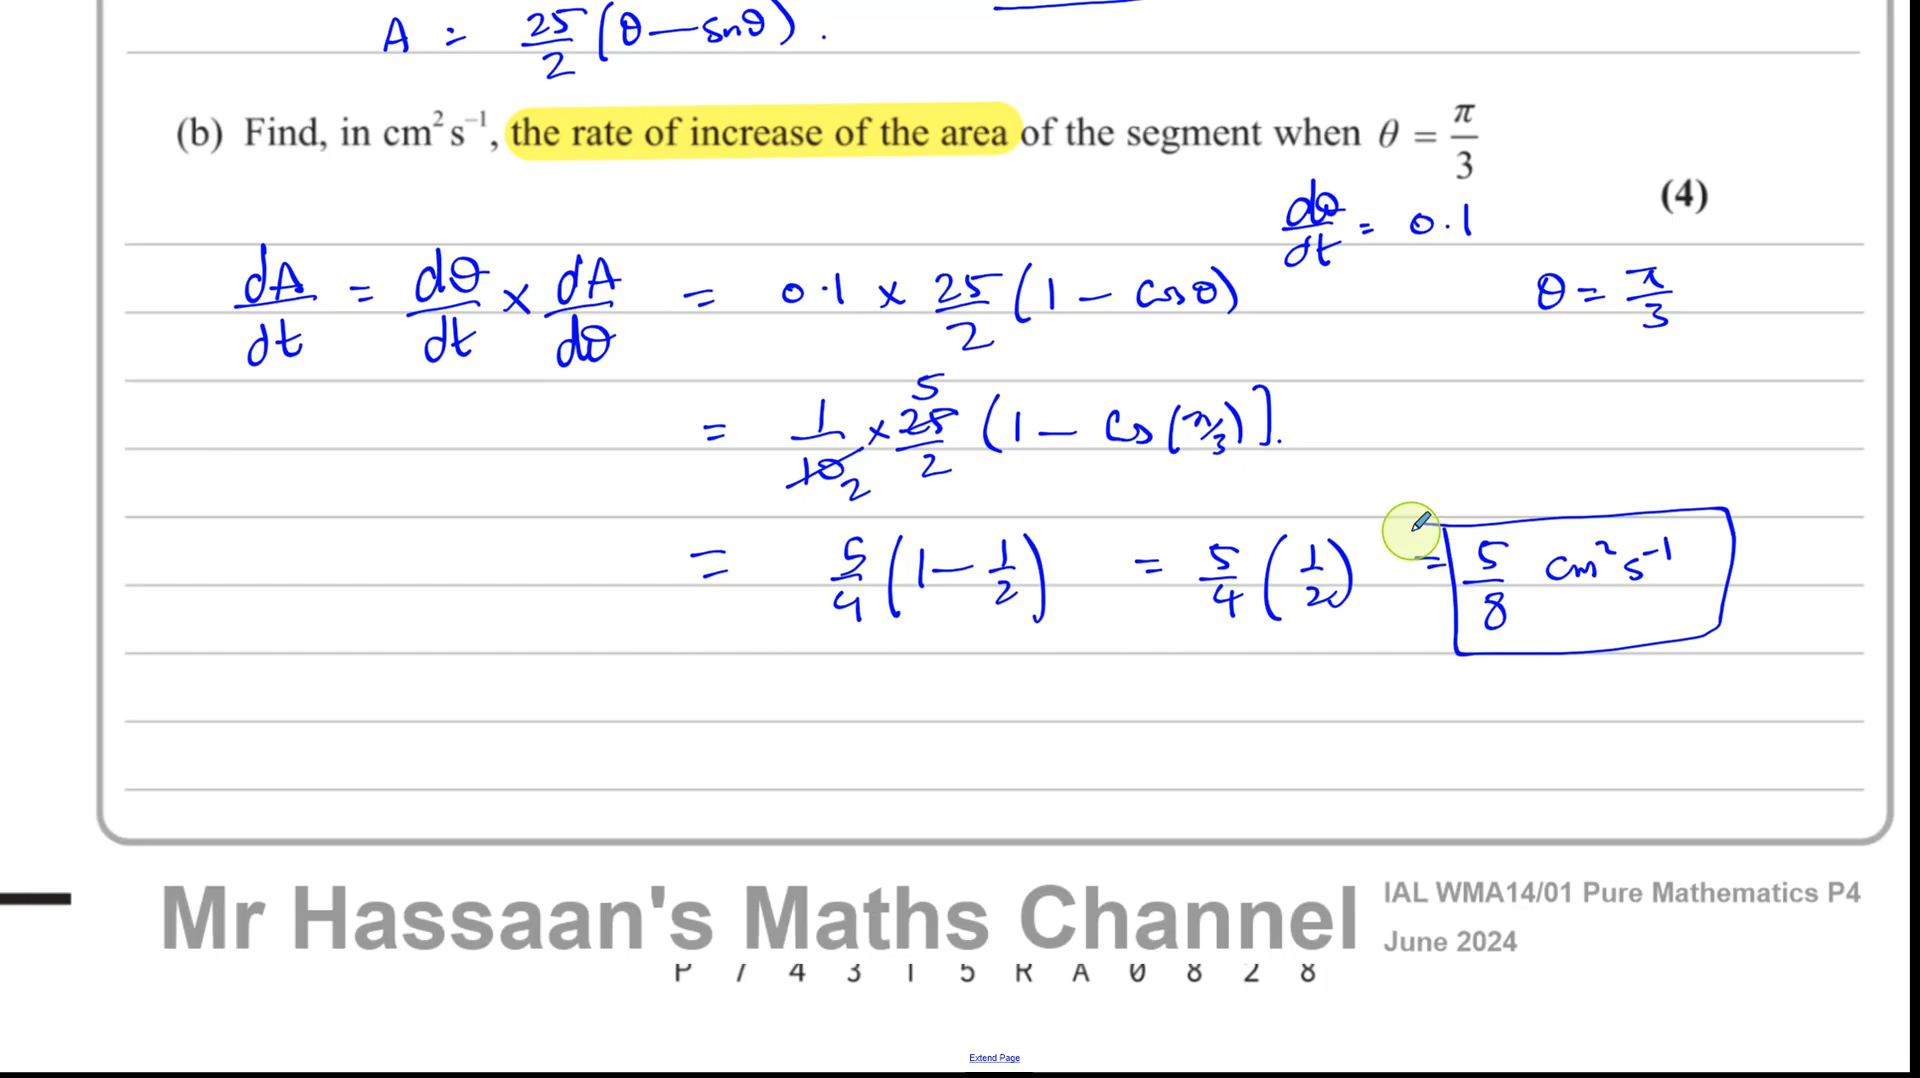 A = 25/2 (θ — sinθ).
(b) Find, in cm² s⁻¹, the rate of increase of the area of the segment when θ = π/3
(4)
dθ/dt = 0.1
dA/dt = dθ/dt × dA/dθ = 0.1 × 25/2 (1 — cosθ)
θ = π/3
= 1/10 2 × 25 5/2 (1 — Cos(π/3)].
= 5/4 (1 — 1/2) = 5/4 (1/2) = 5/8 cm² s⁻¹
Mr Hassaan's Maths Channel
IAL WMA14/01 Pure Mathematics P4
June 2024
P 7 4 3 1 5 R A 0 8 2 8
Extend Page